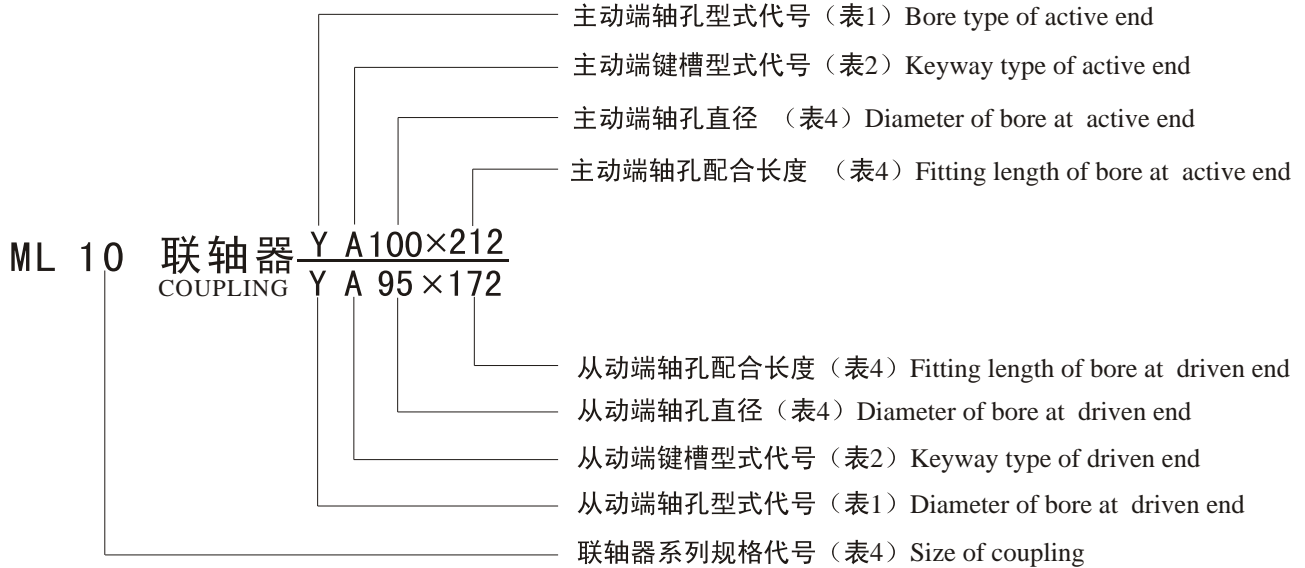 主动端轴孔型式代号（表1）Bore type of active end
主动端键槽型式代号（表2）Keyway type of active end
主动端轴孔直径 （表4）Diameter of bore at active end
主动端轴孔配合长度 （表4）Fitting length of bore at active end
Y A100×212
ML 10 联轴器
COUPLING Y A 95×172
从动端轴孔配合长度（表4）Fitting length of bore at driven end
从动端轴孔直径（表4）Diameter of bore at driven end
从动端键槽型式代号（表2）Keyway type of driven end
从动端轴孔型式代号（表1）Diameter of bore at driven end
联轴器系列规格代号（表4）Size of coupling